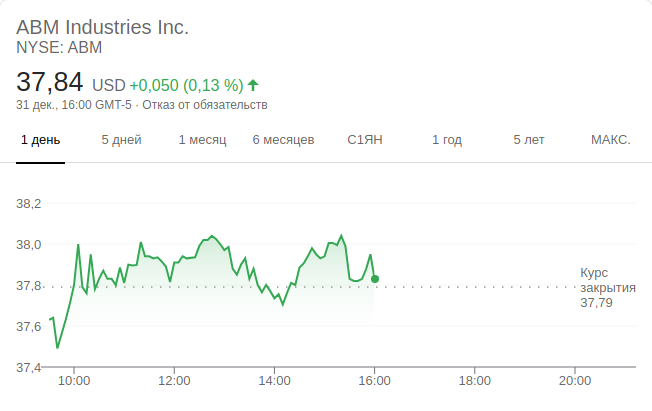 ABM Industries Inc.
NYSE: ABM
37,84 USD +0,050 (0,13 %)
31 дек., 16:00 GMT-5 · Отказ от обязательств
1 день 5 дней 1 месяц 6 месяцев С1ЯН 1 год 5 лет МАКС.
38,2
38,0
37,8
37,6
37,4
Курс
закрытия
37,79
10:00 12:00 14:00 16:00 18:00 20:00